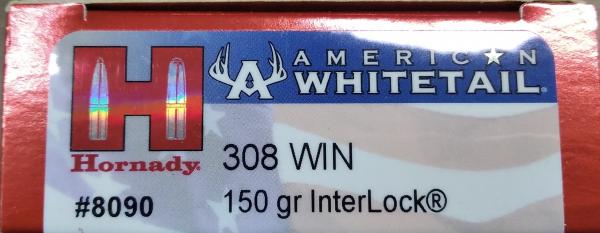 H
AMERICAN
WHITETAIL®
Hornady®
308 WIN
#8090
150 gr InterLock®